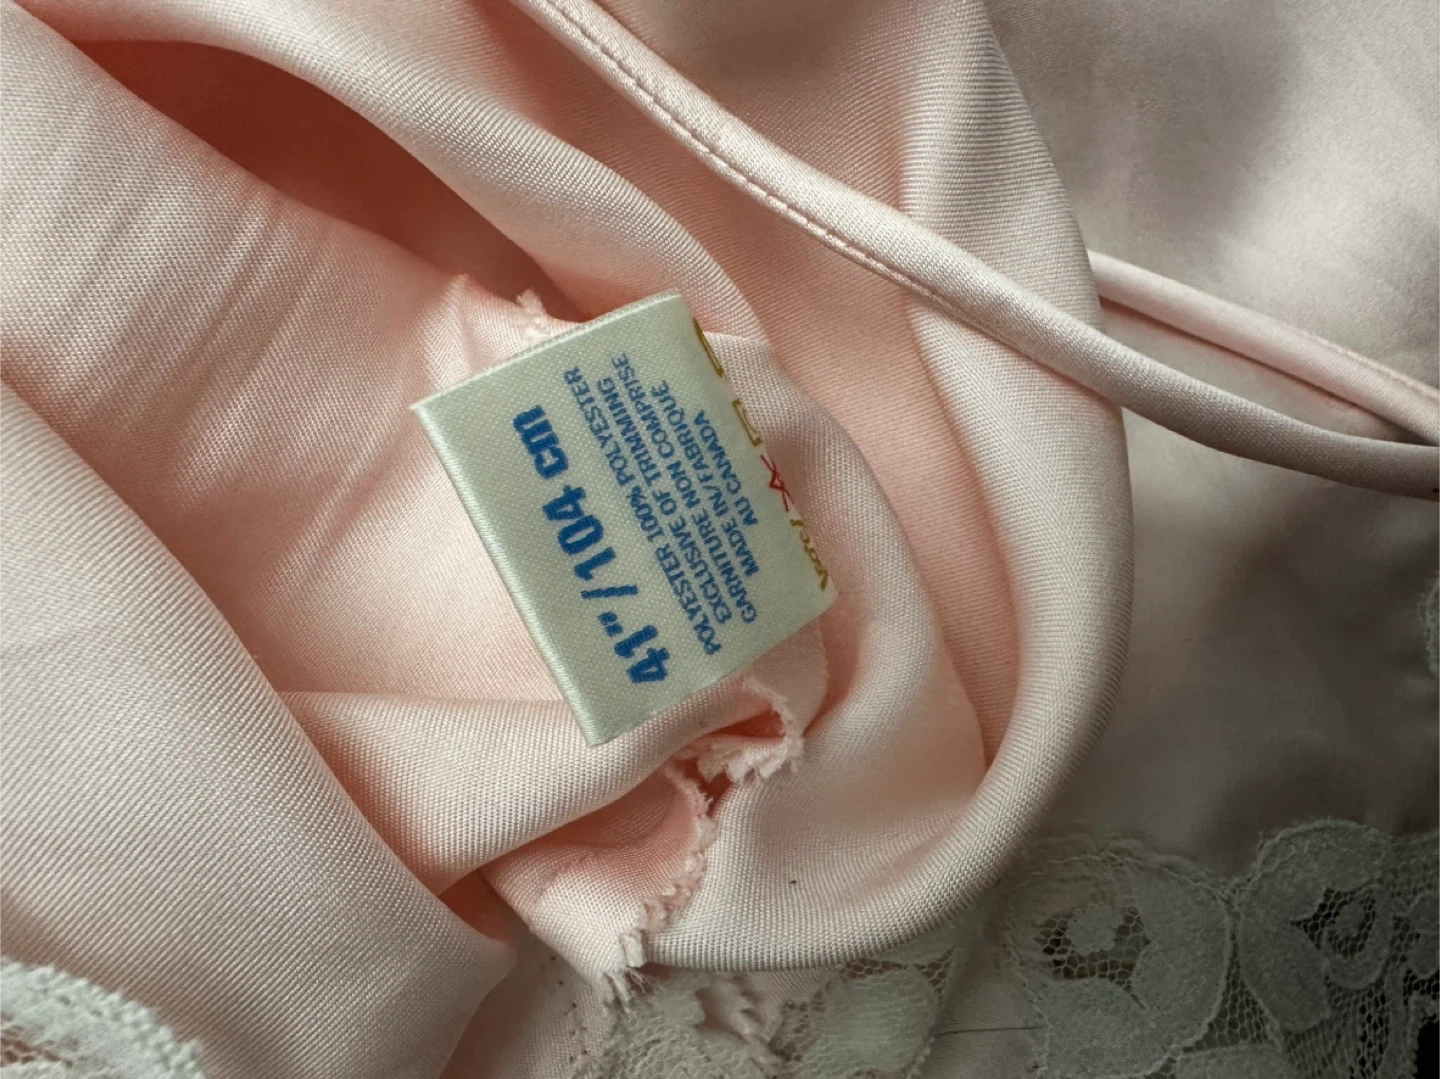 41"/104 cm
POLYESTER 100% POLYESTER
EXCLUSIVE OF TRIMMING
GARNITURE NON COMPRISE
MADE IN/FABRIQUE
AU CANADA